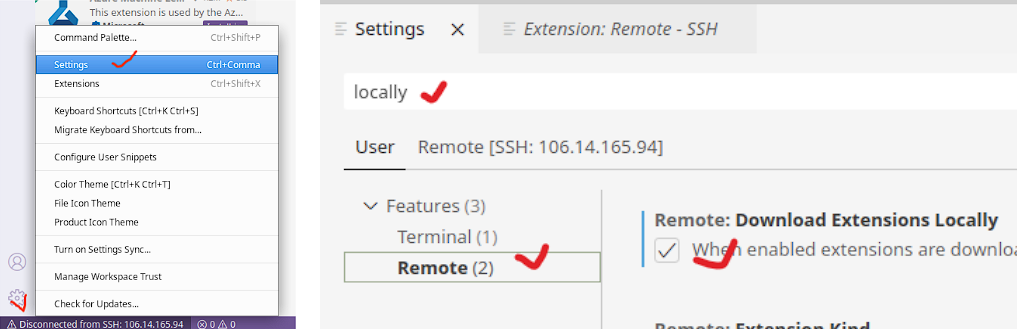 Azure Machine Le...
This extension is used by the Az...
Microsoft
Command Palette... Ctrl+Shift+P
Settings Ctrl+Comma
Extensions Ctrl+Shift+X
Keyboard Shortcuts [Ctrl+K Ctrl+S]
Migrate Keyboard Shortcuts from...
Configure User Snippets
Color Theme [Ctrl+K Ctrl+T]
File Icon Theme
Product Icon Theme
Turn on Settings Sync...
Manage Workspace Trust
Check for Updates...
Disconnected from SSH: 106.14.165.94 0 0
Settings Extension: Remote - SSH
locally
User Remote [SSH: 106.14.165.94]
Features (3)
Terminal (1)
Remote (2)
Remote: Download Extensions Locally
When enabled extensions are downloa
Remote: Extension Kind